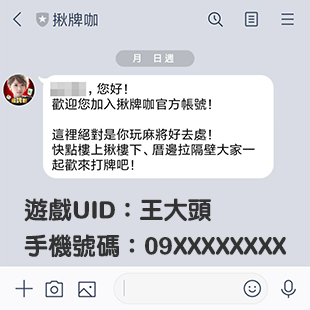 揪牌咖
月 日週
，您好！
歡迎您加入揪牌咖官方帳號！
這裡絕對是你玩麻將好去處！
快點樓上揪樓下、厝邊拉隔壁大家一
起歡來打牌吧！
遊戲UID：王大頭
手機號碼：09XXXXXXXX